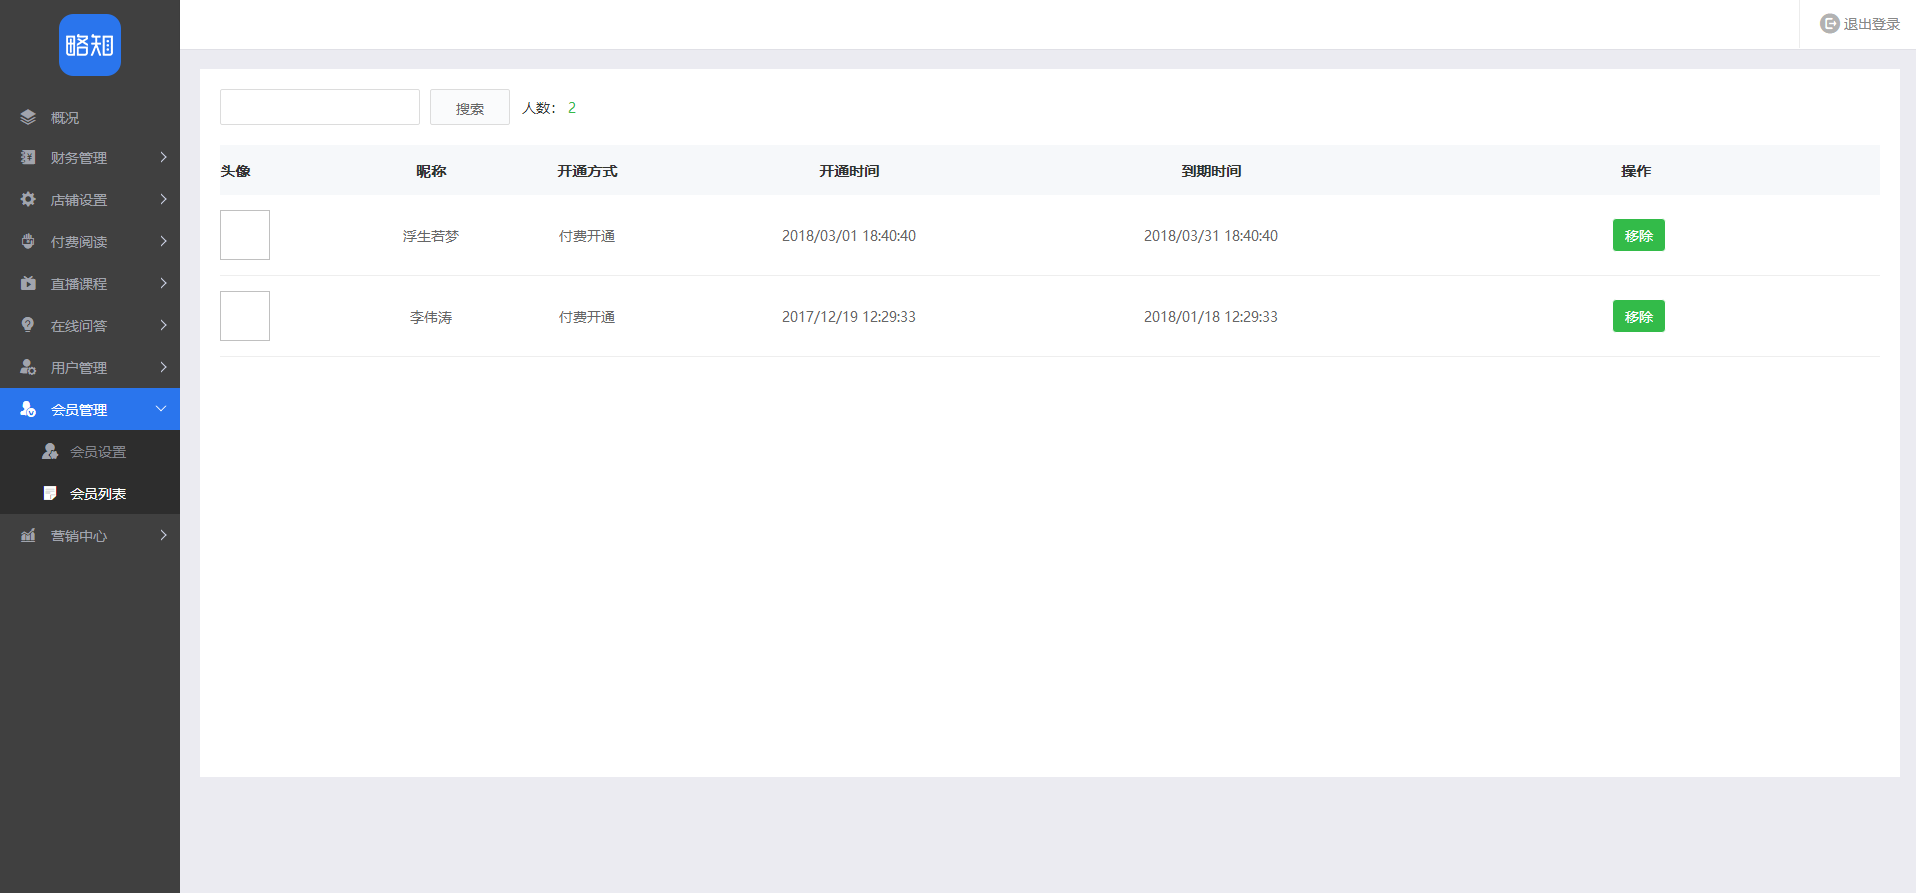 略知
退出登录
概况
财务管理
店铺设置
付费阅读
直播课程
在线问答
用户管理
会员管理
会员设置
会员列表
营销中心
搜索 人数： 2
头像 昵称 开通方式 开通时间 到期时间 操作
浮生若梦 付费开通 2018/03/01 18:40:40 2018/03/31 18:40:40 移除
李伟涛 付费开通 2017/12/19 12:29:33 2018/01/18 12:29:33 移除